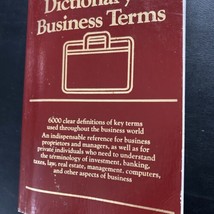 Dictionary
Business Terms
6000 clear definitions of key terms
used throughout the business world
An indispensable reference for business
proprietors and managers, as well as for
private individuals who need to understand
the terminology of investment, banking,
taxes, law, real estate, management, computers,
and other aspects of business